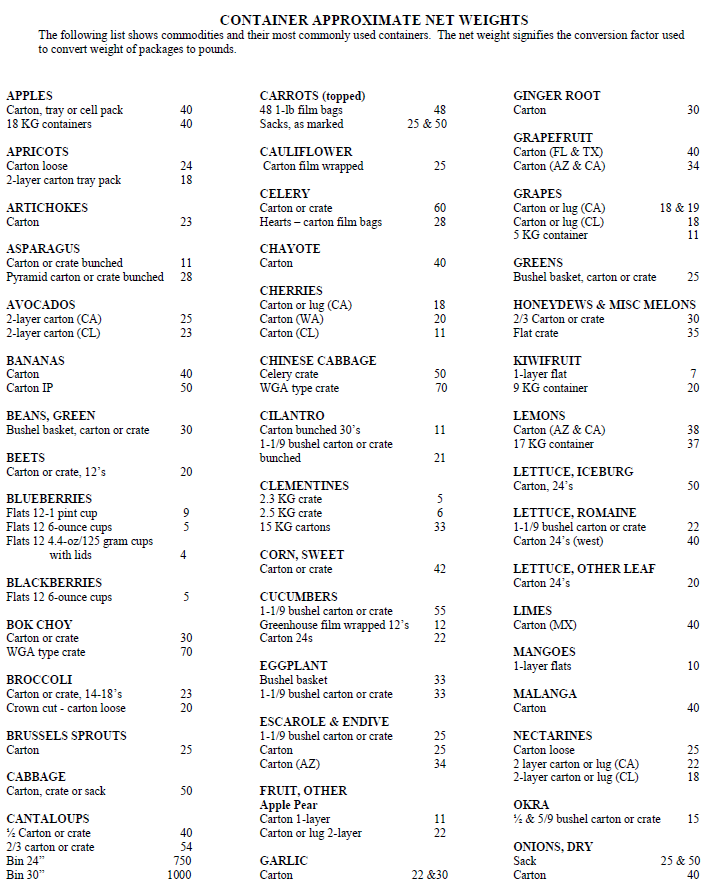 CONTAINER APPROXIMATE NET WEIGHTS
The following list shows commodities and their most commonly used containers. The net weight signifies the conversion factor used
to convert weight of packages to pounds.
APPLES
Carton, tray or cell pack 40
18 KG containers 40
APRICOTS
Carton loose 24
2-layer carton tray pack 18
ARTICHOKES
Carton 23
ASPARAGUS
Carton or crate bunched 11
Pyramid carton or crate bunched 28
AVOCADOS
2-layer carton (CA) 25
2-layer carton (CL) 23
BANANAS
Carton 40
Carton IP 50
BEANS, GREEN
Bushel basket, carton or crate 30
BEETS
Carton or crate, 12’s 20
BLUEBERRIES
Flats 12-1 pint cup 9
Flats 12 6-ounce cups 5
Flats 12 4.4-oz/125 gram cups
with lids 4
BLACKBERRIES
Flats 12 6-ounce cups 5
BOK CHOY
Carton or crate 30
WGA type crate 70
BROCCOLI
Carton or crate, 14-18’s 23
Crown cut - carton loose 20
BRUSSELS SPROUTS
Carton 25
CABBAGE
Carton, crate or sack 50
CANTALOUPS
½ Carton or crate 40
2/3 carton or crate 54
Bin 24” 750
Bin 30” 1000
CARROTS (topped)
48 1-lb film bags 48
Sacks, as marked 25 & 50
CAULIFLOWER
Carton film wrapped 25
CELERY
Carton or crate 60
Hearts – carton film bags 28
CHAYOTE
Carton 40
CHERRIES
Carton or lug (CA) 18
Carton (WA) 20
Carton (CL) 11
CHINESE CABBAGE
Celery crate 50
WGA type crate 70
CILANTRO
Carton bunched 30’s 11
1-1/9 bushel carton or crate
bunched 21
CLEMENTINES
2.3 KG crate 5
2.5 KG crate 6
15 KG cartons 33
CORN, SWEET
Carton or crate 42
CUCUMBERS
1-1/9 bushel carton or crate 55
Greenhouse film wrapped 12’s 12
Carton 24s 22
EGGPLANT
Bushel basket 33
1-1/9 bushel carton or crate 33
ESCAROLE & ENDIVE
1-1/9 bushel carton or crate 25
Carton 25
Carton (AZ) 34
FRUIT, OTHER
Apple Pear
Carton 1-layer 11
Carton or lug 2-layer 22
GARLIC
Carton 22 &30
GINGER ROOT
Carton 30
GRAPEFRUIT
Carton (FL & TX) 40
Carton (AZ & CA) 34
GRAPES
Carton or lug (CA) 18 & 19
Carton or lug (CL) 18
5 KG container 11
GREENS
Bushel basket, carton or crate 25
HONEYDEWS & MISC MELONS
2/3 Carton or crate 30
Flat crate 35
KIWIFRUIT
1-layer flat 7
9 KG container 20
LEMONS
Carton (AZ & CA) 38
17 KG container 37
LETTUCE, ICEBURG
Carton, 24’s 50
LETTUCE, ROMAINE
1-1/9 bushel carton or crate 22
Carton 24’s (west) 40
LETTUCE, OTHER LEAF
Carton 24’s 20
LIMES
Carton (MX) 40
MANGOES
1-layer flats 10
MALANGA
Carton 40
NECTARINES
Carton loose 25
2 layer carton or lug (CA) 22
2-layer carton or lug (CL) 18
OKRA
½ & 5/9 bushel carton or crate 15
ONIONS, DRY
Sack 25 & 50
Carton 40